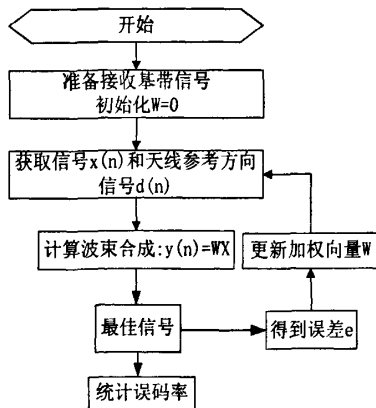 开始
准备接收基带信号
初始化W=0
获取信号x(n)和天线参考方向
信号d(n)
计算波束合成:y(n)=WX
更新加权向量W
最佳信号
得到误差e
统计误码率